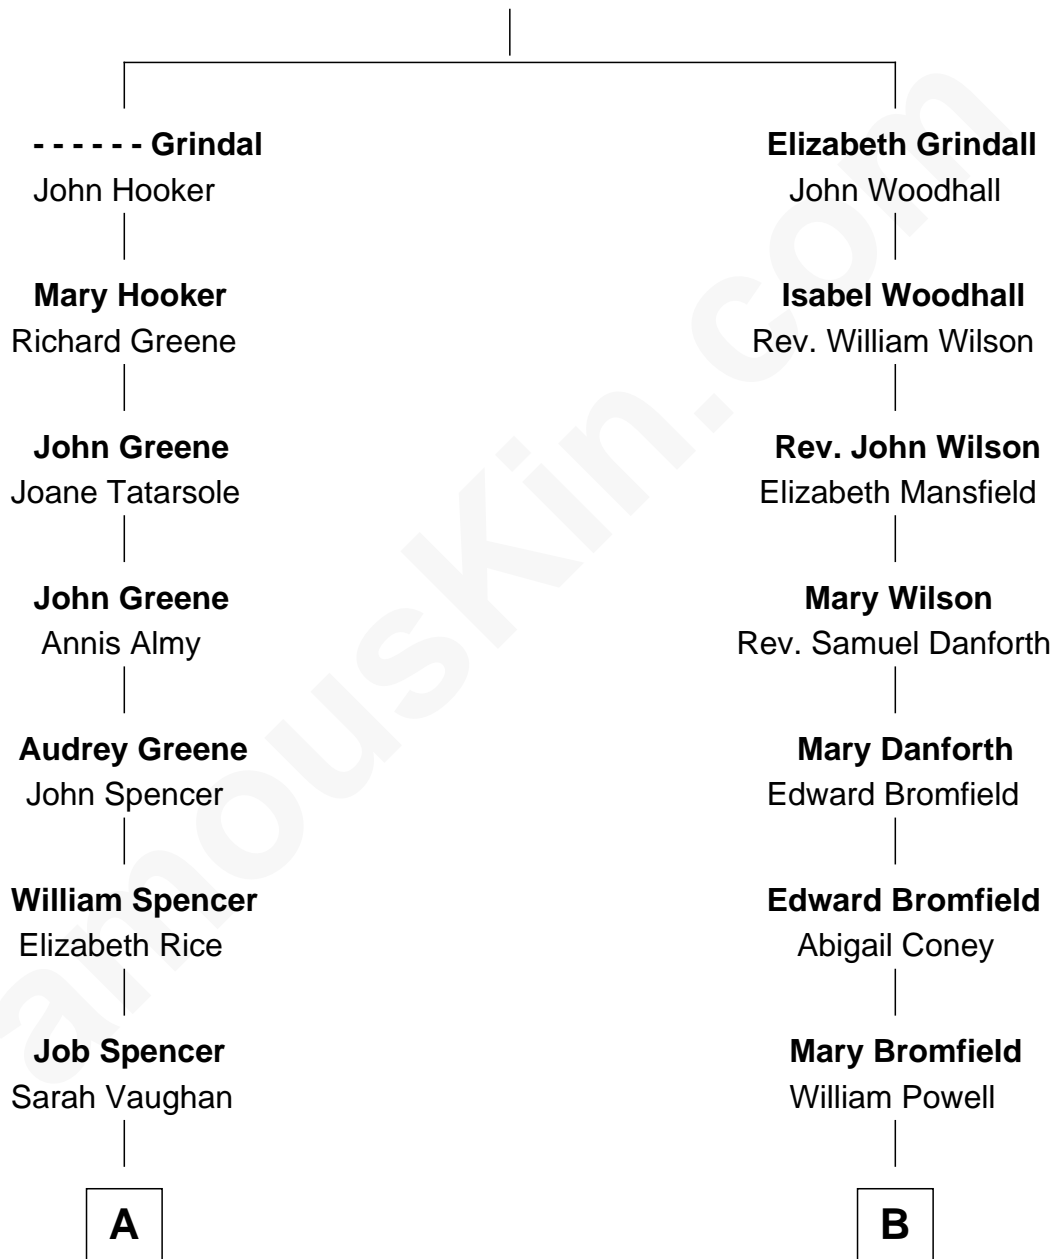 - - - - - - Grindal
John Hooker
Mary Hooker
Richard Greene
John Greene
Joane Tatarsole
John Greene
Annis Almy
Audrey Greene
John Spencer
William Spencer
Elizabeth Rice
Job Spencer
Sarah Vaughan
A
Elizabeth Grindall
John Woodhall
Isabel Woodhall
Rev. William Wilson
Rev. John Wilson
Elizabeth Mansfield
Mary Wilson
Rev. Samuel Danforth
Mary Danforth
Edward Bromfield
Edward Bromfield
Abigail Coney
Mary Bromfield
William Powell
B
amouskin.com